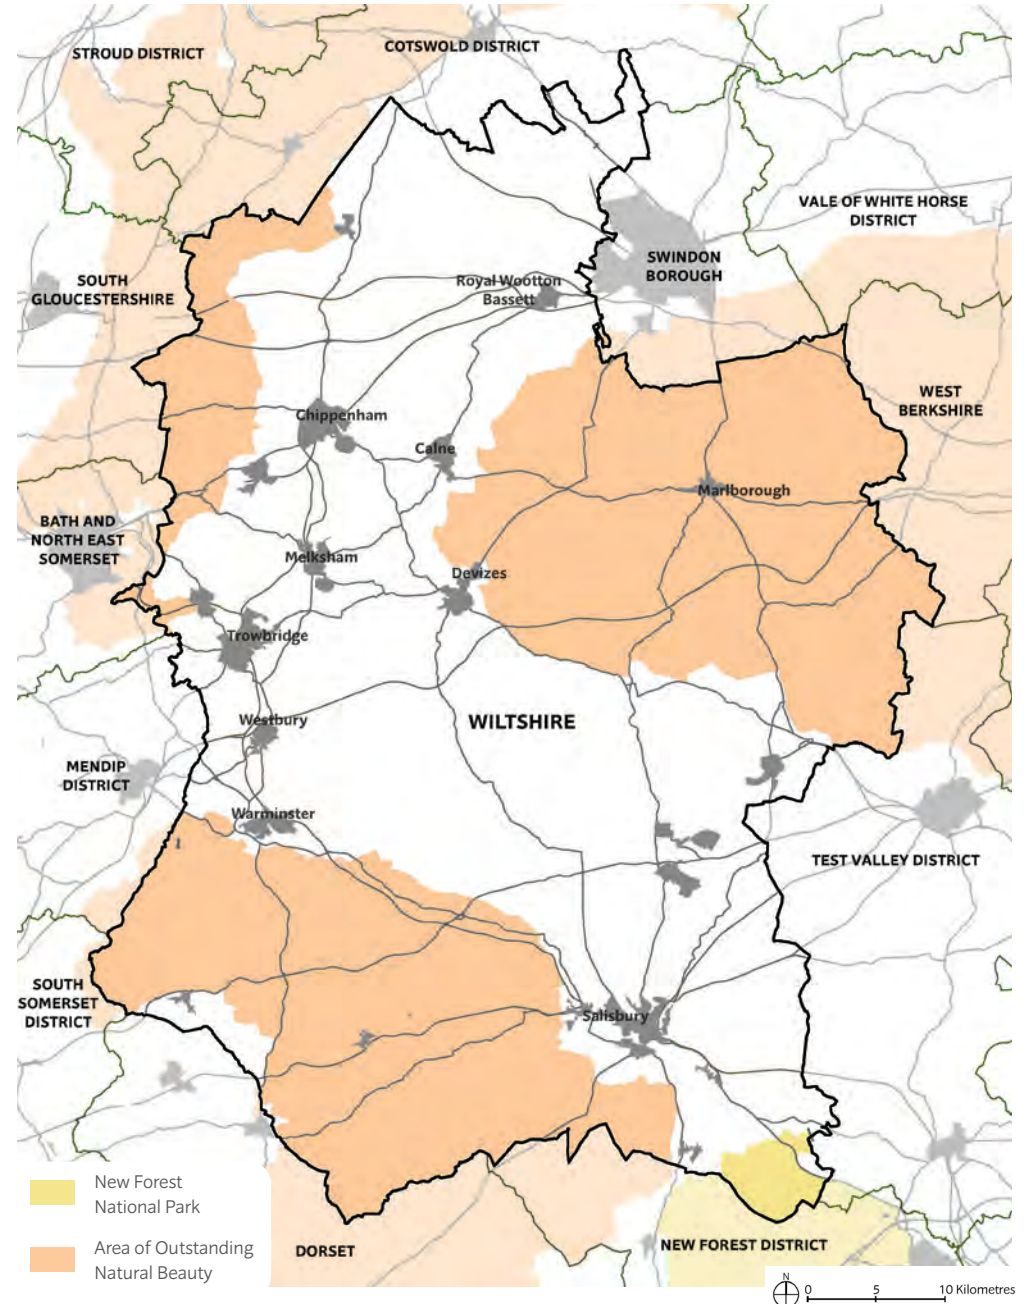 STROUD DISTRICT
COTSWOLD DISTRICT
VALE OF WHITE HORSE
DISTRICT
SOUTH
GLOUCESTERSHIRE
SWINDON
BOROUGH
Royal Wootton
Bassett
WEST
BERKSHIRE
Chippenham
Calne
Marlborough
BATH AND
NORTH EAST
SOMERSET
Melksham
Devizes
Trowbridge
Westbury
WILTSHIRE
MENDIP
DISTRICT
Warminster
TEST VALLEY DISTRICT
SOUTH
SOMERSET
DISTRICT
Salisbury
New Forest
National Park
Area of Outstanding
Natural Beauty
DORSET
NEW FOREST DISTRICT
N
0 5 10 Kilometres